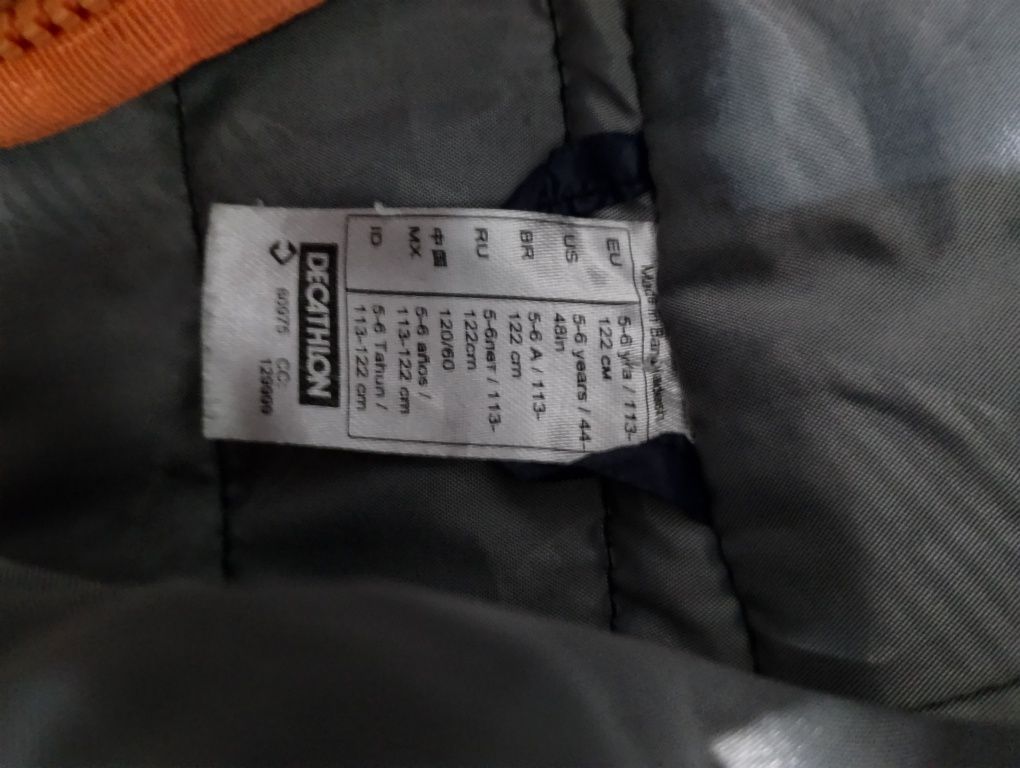 Made in Bangladesh
EU 5-6 y/a / 113-
122 cм
US 5-6 years / 44-
48in
BR 5-6 A / 113-
122 cm
RU 5-6лет / 113-
122cm
中国 120/60
MX 5-6 años /
113-122 cm
ID 5-6 Tahun /
113-122 cm
DECATHLON
CC: